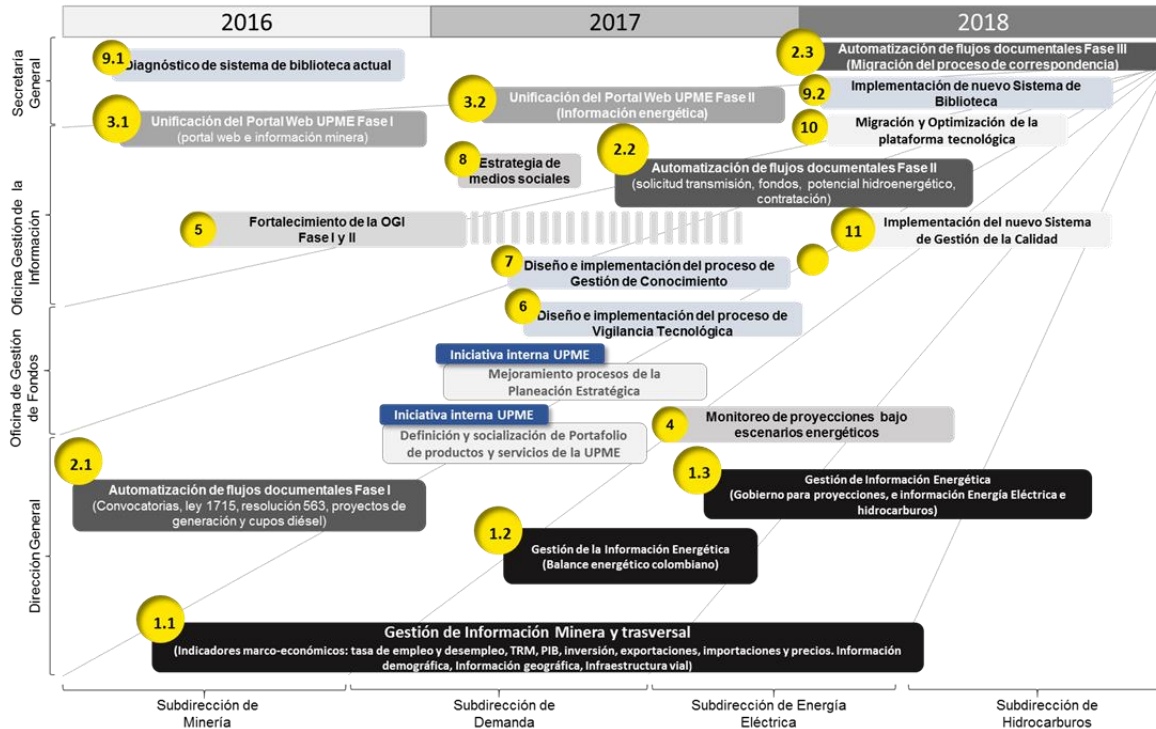 2016
2017
2018
Secretaria
General
Oficina Gestión de la
Información
Oficina de Gestión
de Fondos
Dirección General
9.1
Diagnóstico de sistema de biblioteca actual
2.3
Automatización de flujos documentales Fase III
(Migración del proceso de correspondencia)
3.1
Unificación del Portal Web UPME Fase I
(portal web e información minera)
3.2
Unificación del Portal Web UPME Fase II
(Información energética)
9.2
Implementación de nuevo Sistema de
Biblioteca
10
Migración y Optimización de la
plataforma tecnológica
8
Estrategia de
medios sociales
2.2
Automatización de flujos documentales Fase II
(solicitud transmisión, fondos, potencial hidroenergético,
contratación)
5
Fortalecimiento de la OGI
Fase I y II
11
Implementación del nuevo Sistema
de Gestión de la Calidad
7
Diseño e implementación del proceso de
Gestión de Conocimiento
6
Diseño e implementación del proceso de
Vigilancia Tecnológica
Iniciativa interna UPME
Mejoramiento procesos de la
Planeación Estratégica
Iniciativa interna UPME
Definición y socialización de Portafolio
de productos y servicios de la UPME
4
Monitoreo de proyecciones bajo
escenarios energéticos
2.1
Automatización de flujos documentales Fase I
(Convocatorias, ley 1715, resolución 563, proyectos de
generación y cupos diésel)
1.3
Gestión de Información Energética
(Gobierno para proyecciones, e información Energía Eléctrica e
hidrocarburos)
1.2
Gestión de la Información Energética
(Balance energético colombiano)
1.1
Gestión de Información Minera y trasversal
(Indicadores marco-económicos: tasa de empleo y desempleo, TRM, PIB, inversión, exportaciones, importaciones y precios. Información
demográfica, Información geográfica, Infraestructura vial)
Subdirección de
Minería
Subdirección de
Demanda
Subdirección de Energía
Eléctrica
Subdirección de
Hidrocarburos